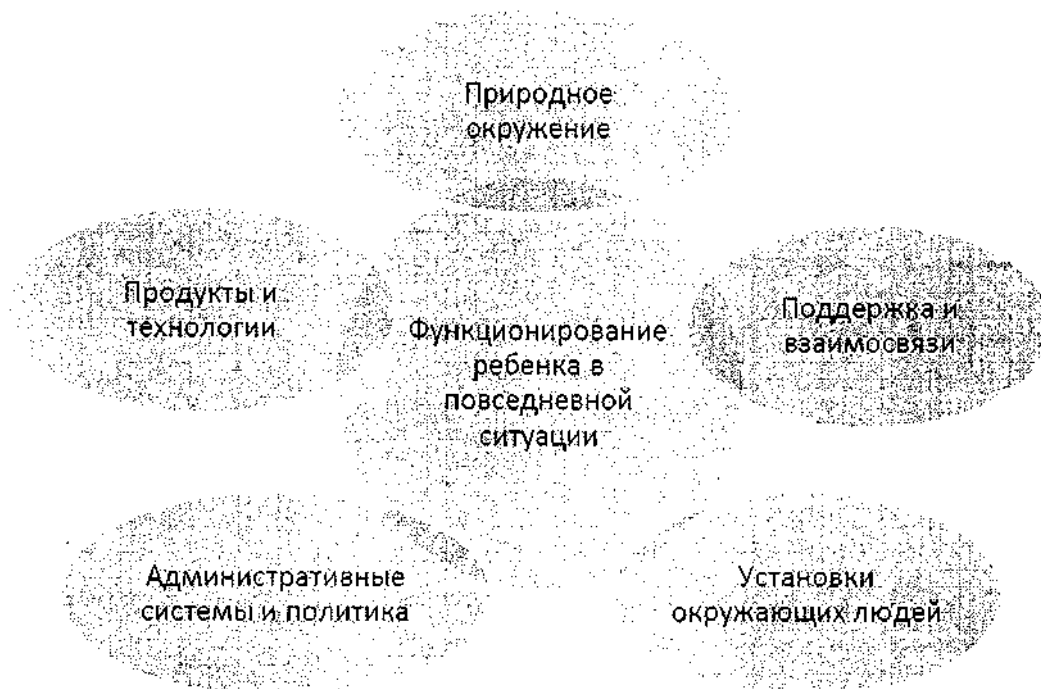 Природное
окружение
Продукты и
технологии
Функционирование
ребенка в
повседневной
ситуации
Поддержка и
взаимосвязи
Административные
системы и политика
Установки
окружающих людей